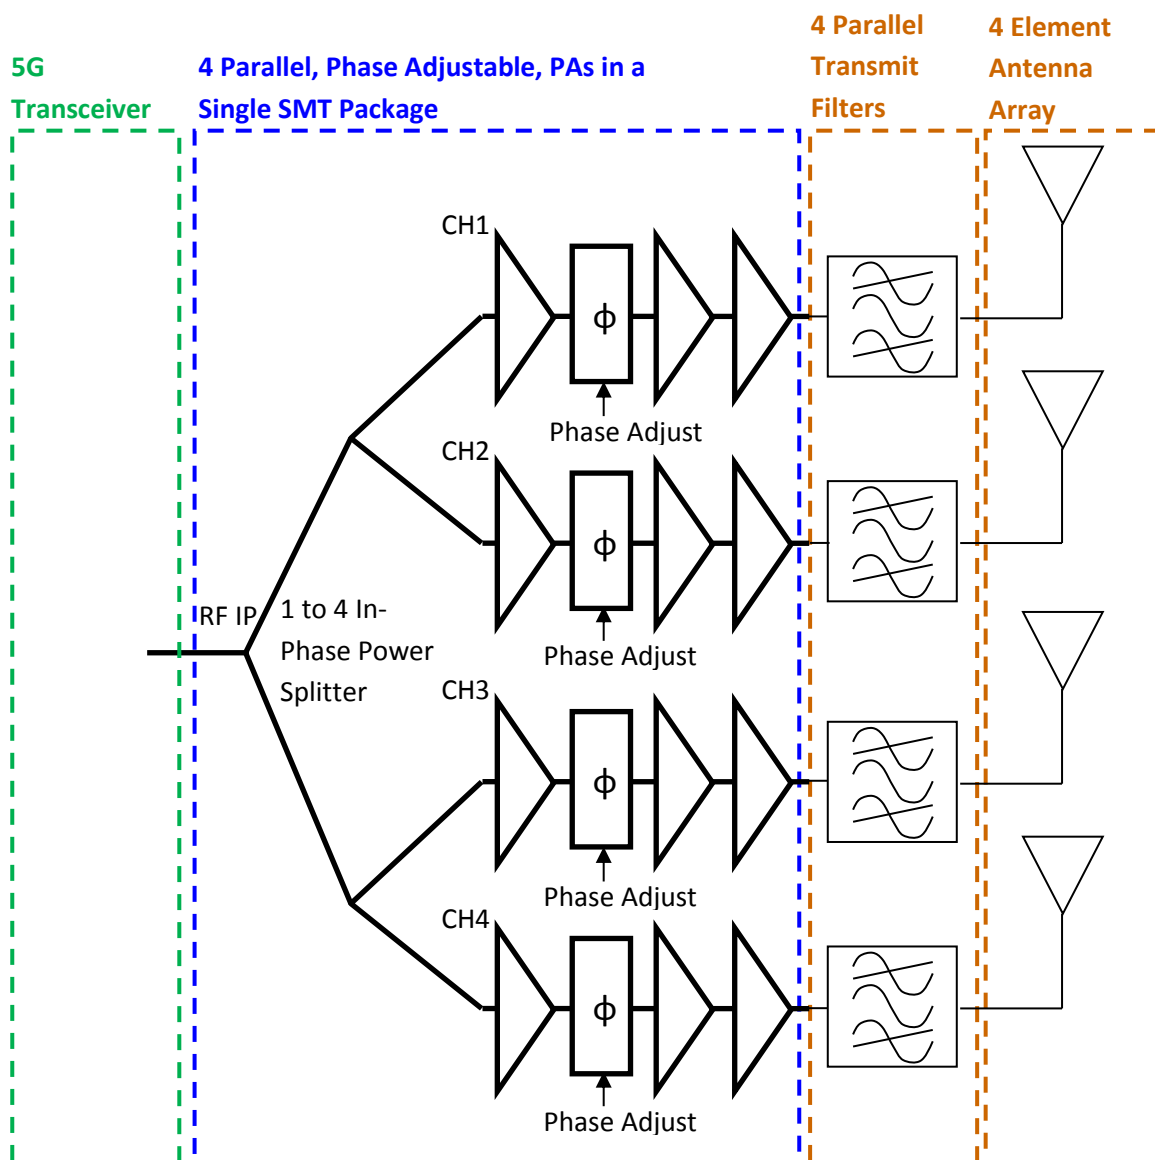 5G
Transceiver
4 Parallel, Phase Adjustable, PAs in a
Single SMT Package
4 Parallel
Transmit
Filters
4 Element
Antenna
Array
CH1
ϕ
Phase Adjust
CH2
ϕ
Phase Adjust
RF IP
1 to 4 In-
Phase Power
Splitter
CH3
ϕ
Phase Adjust
CH4
ϕ
Phase Adjust